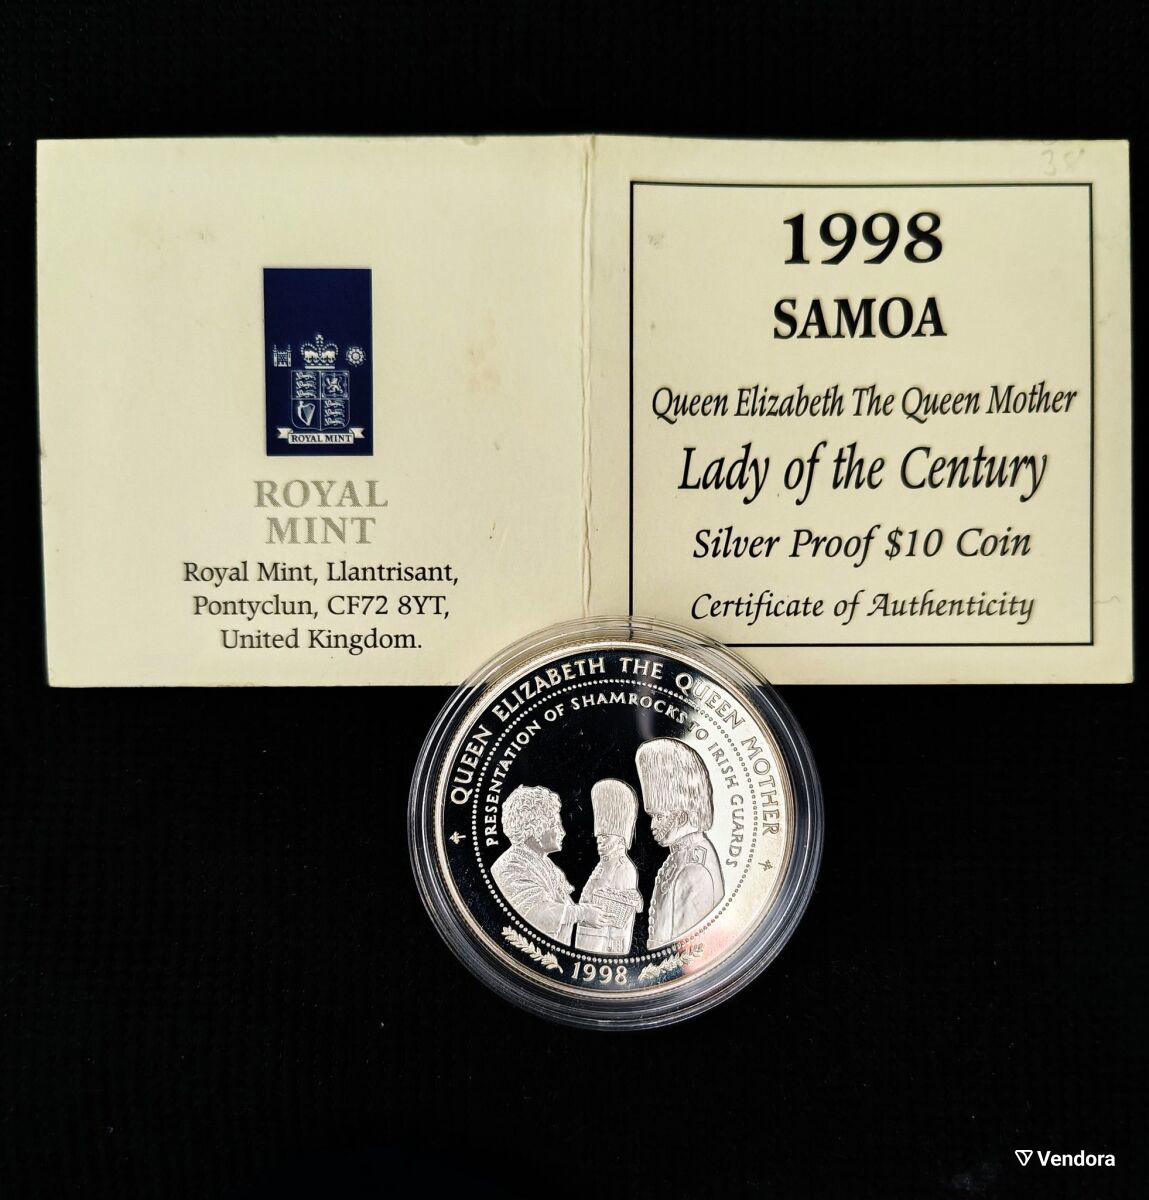 ROYAL MINT
ROYAL
MINT
Royal Mint, Llantrisant,
Pontyclun, CF72 8YT,
United Kingdom.
38
1998
SAMOA
Queen Elizabeth The Queen Mother
Lady of the Century
Silver Proof $10 Coin
Certificate of Authenticity
QUEEN ELIZABETH THE QUEEN MOTHER
PRESENTATION OF SHAMROCKS TO IRISH GUARDS
1998
Vendora